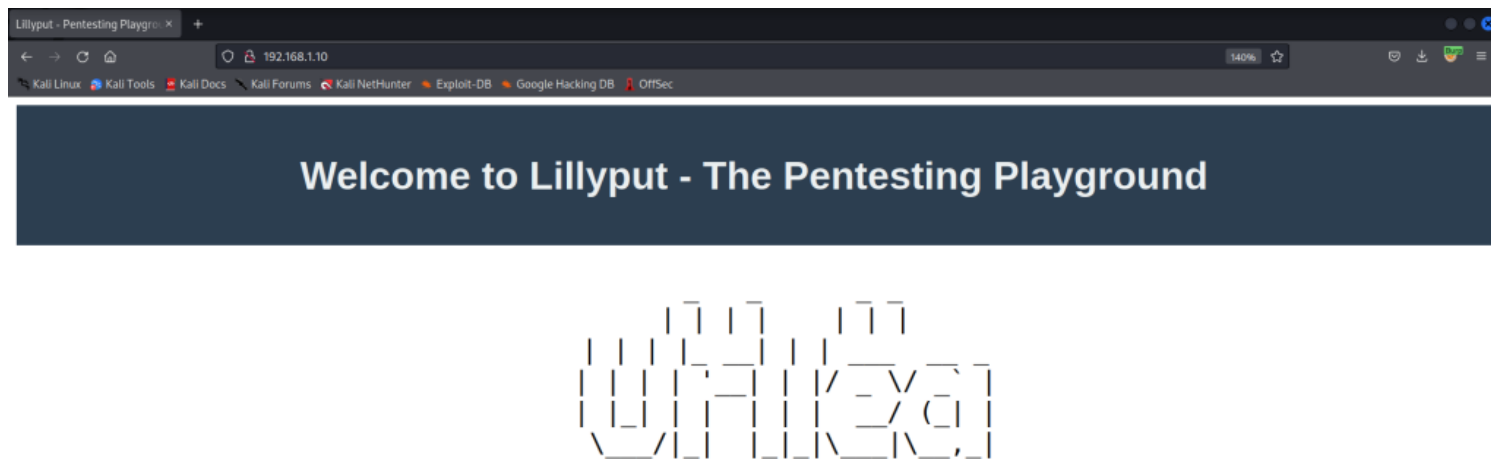 Lillyput - Pentesting Playgro
192.168.1.10
140%
Kali Linux Kali Tools Kali Docs Kali Forums Kali NetHunter Exploit-DB Google Hacking DB OffSec
Welcome to Lillyput - The Pentesting Playground